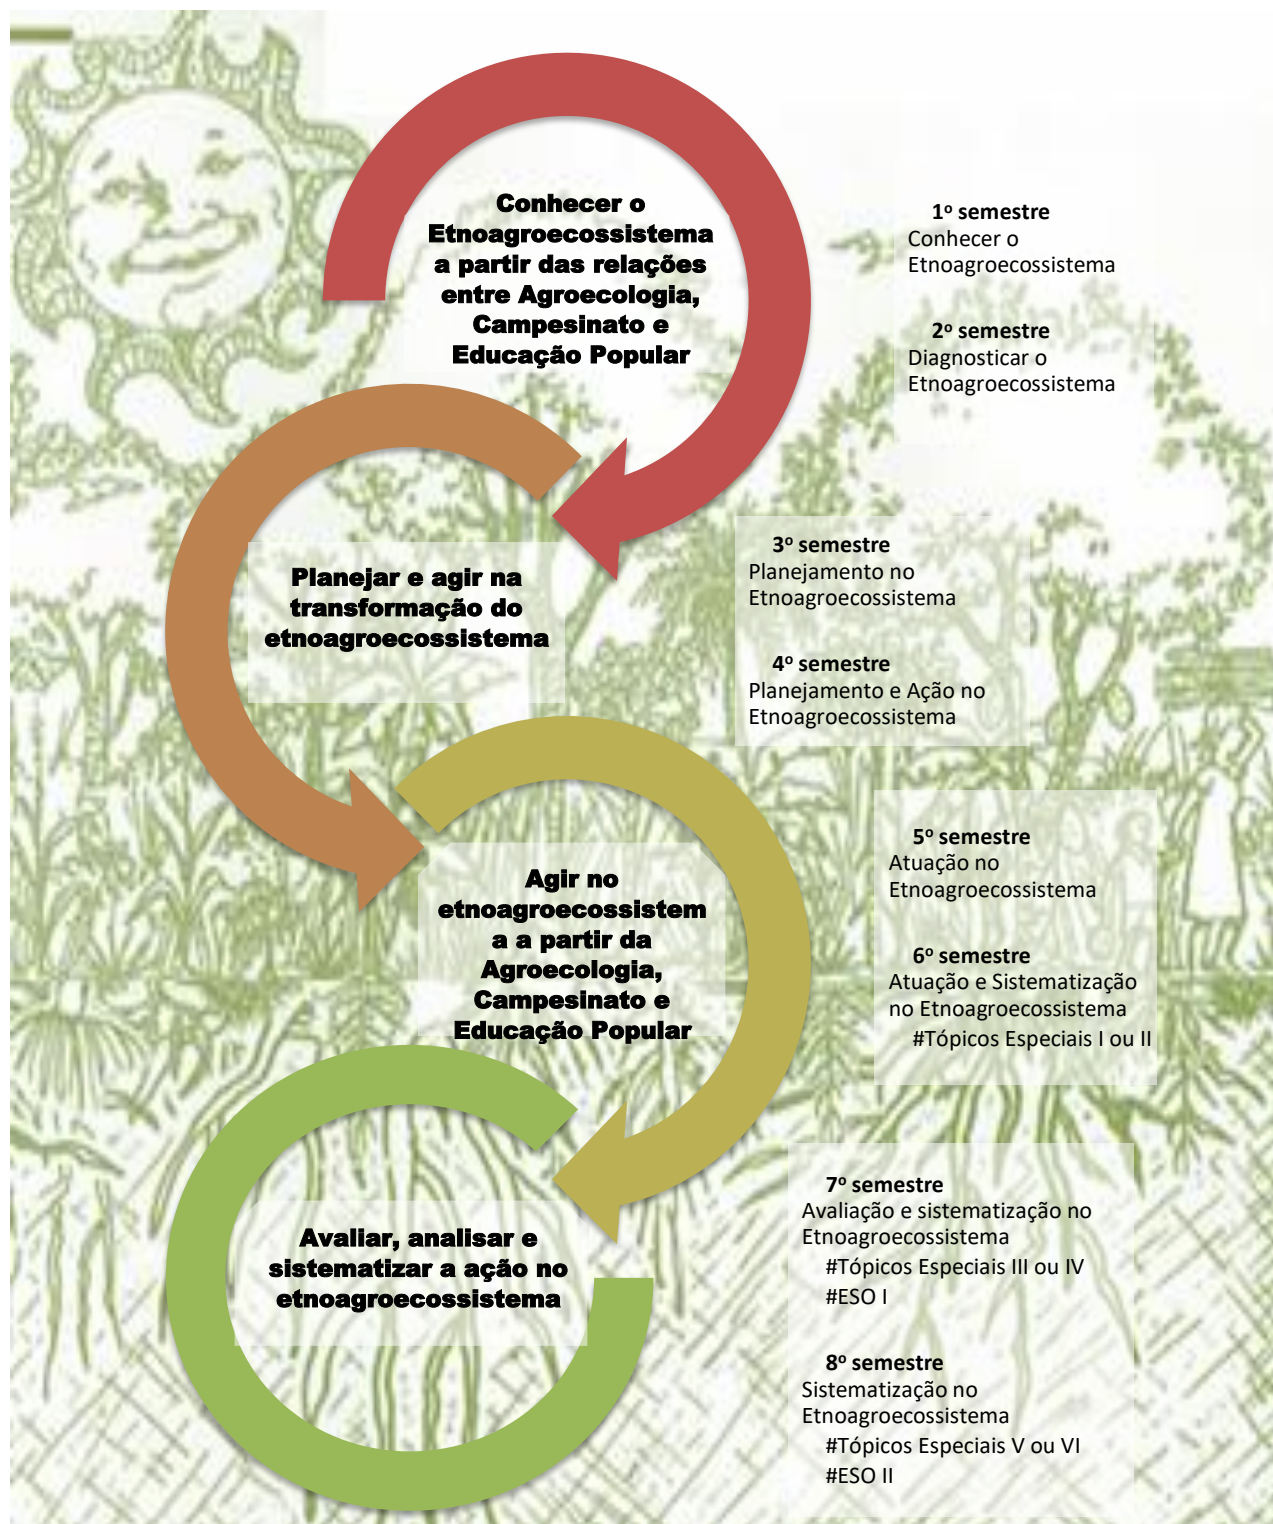 Conhecer o
Etnoagroecossistema
a partir das relações
entre Agroecologia,
Campesinato e
Educação Popular
1º semestre
Conhecer o
Etnoagroecossistema
2º semestre
Diagnosticar o
Etnoagroecossistema
Planejar e agir na
transformação do
etnoagroecossistema
3º semestre
Planejamento no
Etnoagroecossistema
4º semestre
Planejamento e Ação no
Etnoagroecossistema
Agir no
etnoagroecossistem
a a partir da
Agroecologia,
Campesinato e
Educação Popular
5º semestre
Atuação no
Etnoagroecossistema
6º semestre
Atuação e Sistematização
no Etnoagroecossistema
#Tópicos Especiais I ou II
Avaliar, analisar e
sistematizar a ação no
etnoagroecossistema
7º semestre
Avaliação e sistematização no
Etnoagroecossistema
#Tópicos Especiais III ou IV
#ESO I
8º semestre
Sistematização no
Etnoagroecossistema
#Tópicos Especiais V ou VI
#ESO II